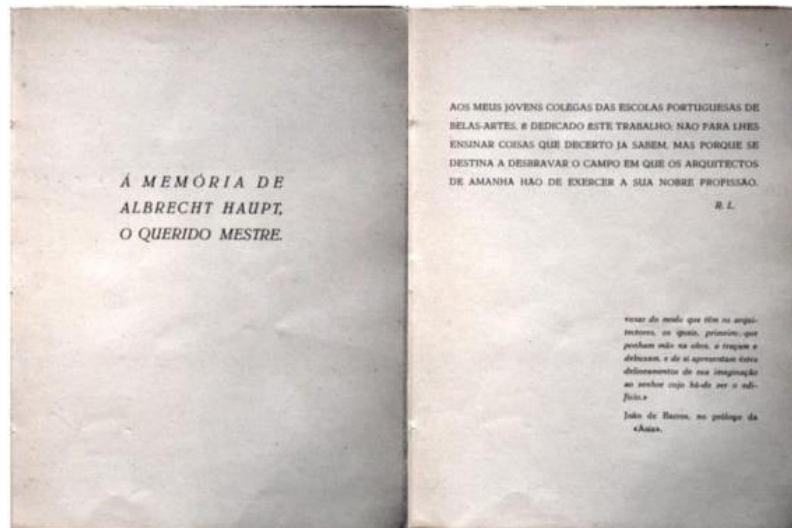 Á MEMÓRIA DE
ALBRECHT HAUPT,
O QUERIDO MESTRE.
AOS MEUS JÓVENS COLEGAS DAS ESCOLAS PORTUGUESAS DE
BELAS-ARTES, É DEDICADO ESTE TRABALHO; NÃO PARA LHES
ENSINAR COISAS QUE DECERTO JA SABEM, MAS PORQUE SE
DESTINA A DESBRAVAR O CAMPO EM QUE OS ARQUITECTOS
DE AMANHA HÃO DE EXERCER A SUA NOBRE PROFISSÃO.
R. L.
«usar do modo que têm os arqui-
tectores, os quais, primeiro que
ponham mão na obra, a traçam e
debuxam, e de si apresentam êstes
delineamentos de sua imaginação
ao senhor cujo há-de ser o edi-
fício.»
João de Barros, no prólogo da
«Asia».